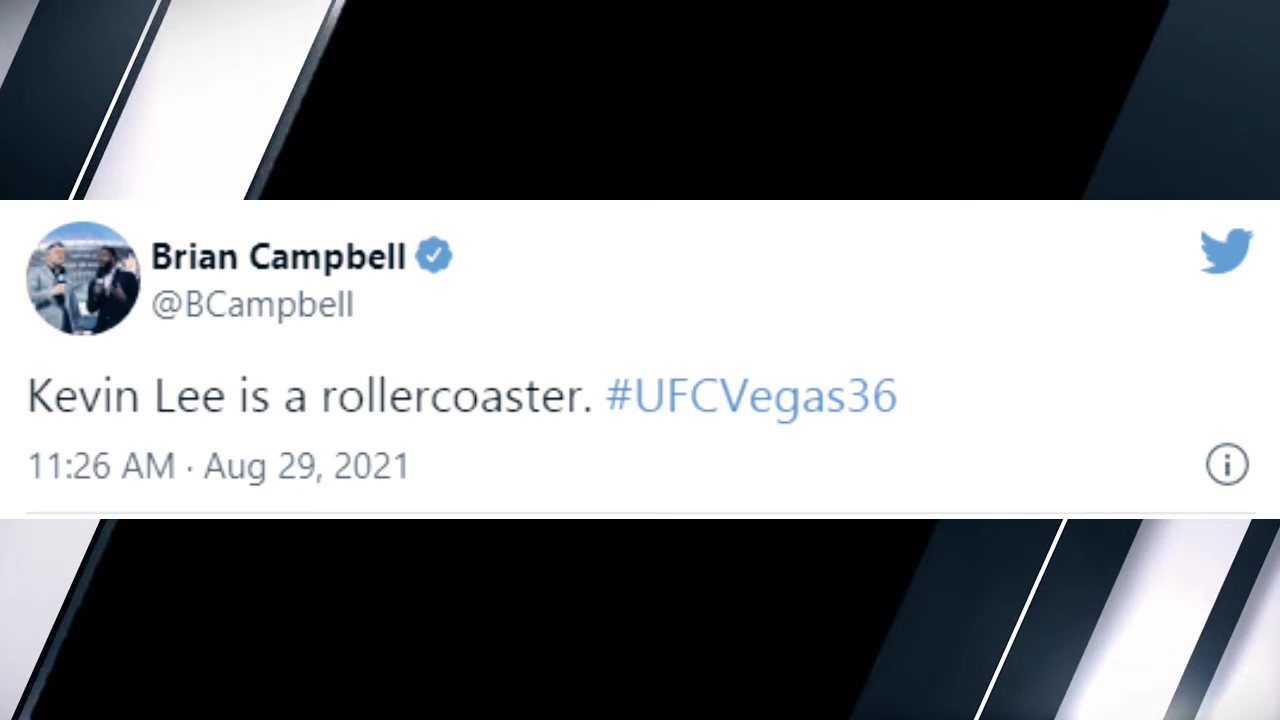 Brian Campbell
@BCampbell
Kevin Lee is a rollercoaster. #UFCVegas36
11:26 AM · Aug 29, 2021